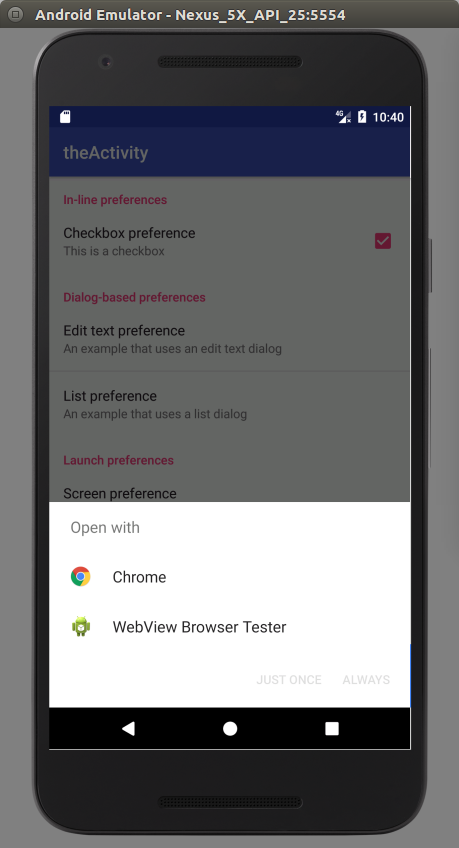 Android Emulator - Nexus_5X_API_25:5554
4G 10:40
theActivity
In-line preferences
Checkbox preference
This is a checkbox
Dialog-based preferences
Edit text preference
An example that uses an edit text dialog
List preference
An example that uses a list dialog
Launch preferences
Screen preference
Open with
Chrome
WebView Browser Tester
JUST ONCE ALWAYS